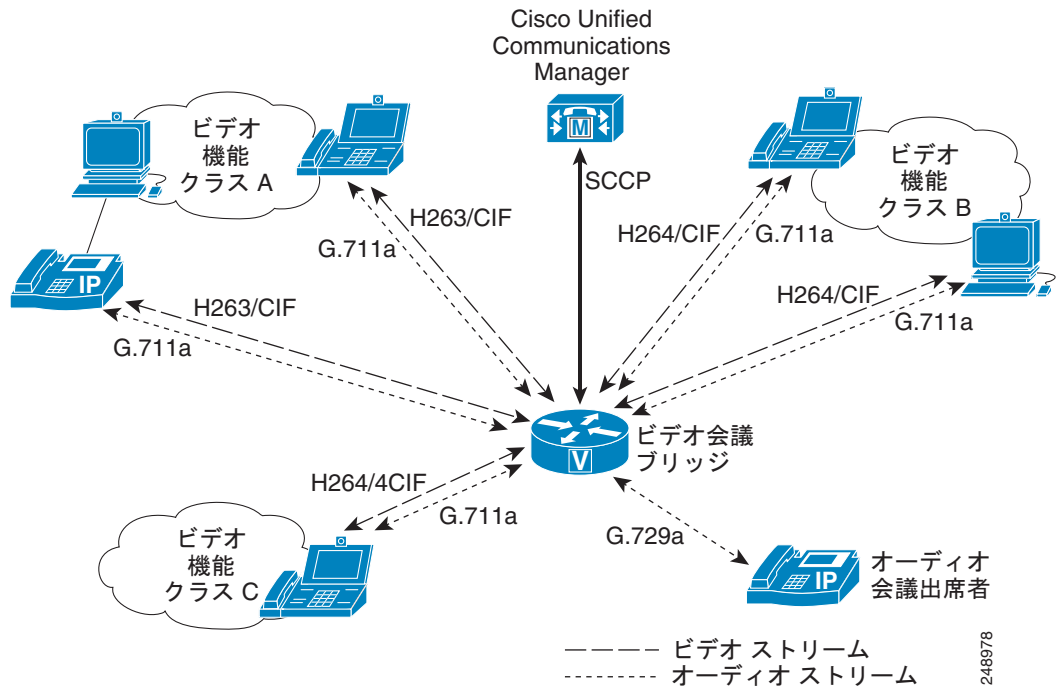 Cisco Unified
Communications
Manager
M
SCCP
ビデオ
機能
クラス A
H263/CIF
G.711a
IP
H263/CIF
G.711a
ビデオ
機能
クラス B
H264/CIF
G.711a
H264/CIF
G.711a
V
ビデオ会議
ブリッジ
H264/4CIF
G.711a
ビデオ
機能
クラス C
G.729a
IP
オーディオ
会議出席者
ビデオ ストリーム
オーディオ ストリーム
248978